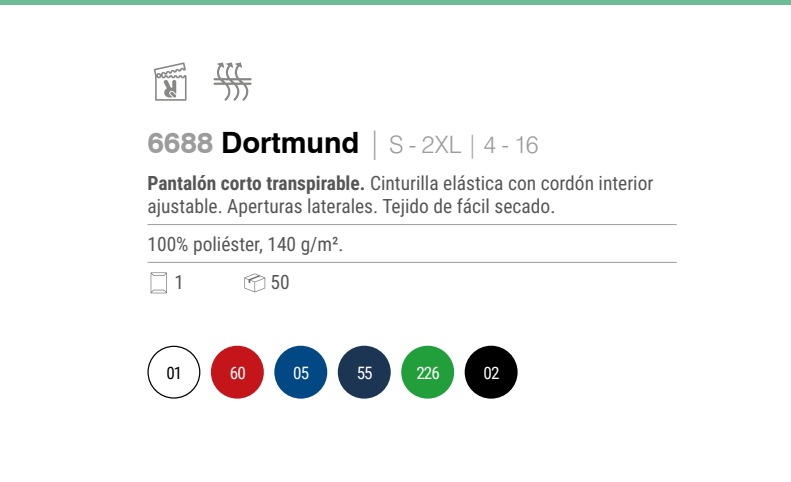 6688 Dortmund | S - 2XL | 4 - 16
Pantalón corto transpirable. Cinturilla elástica con cordón interior
ajustable. Aperturas laterales. Tejido de fácil secado.
100% poliéster, 140 g/m².
1 50
01 60 05 55 226 02